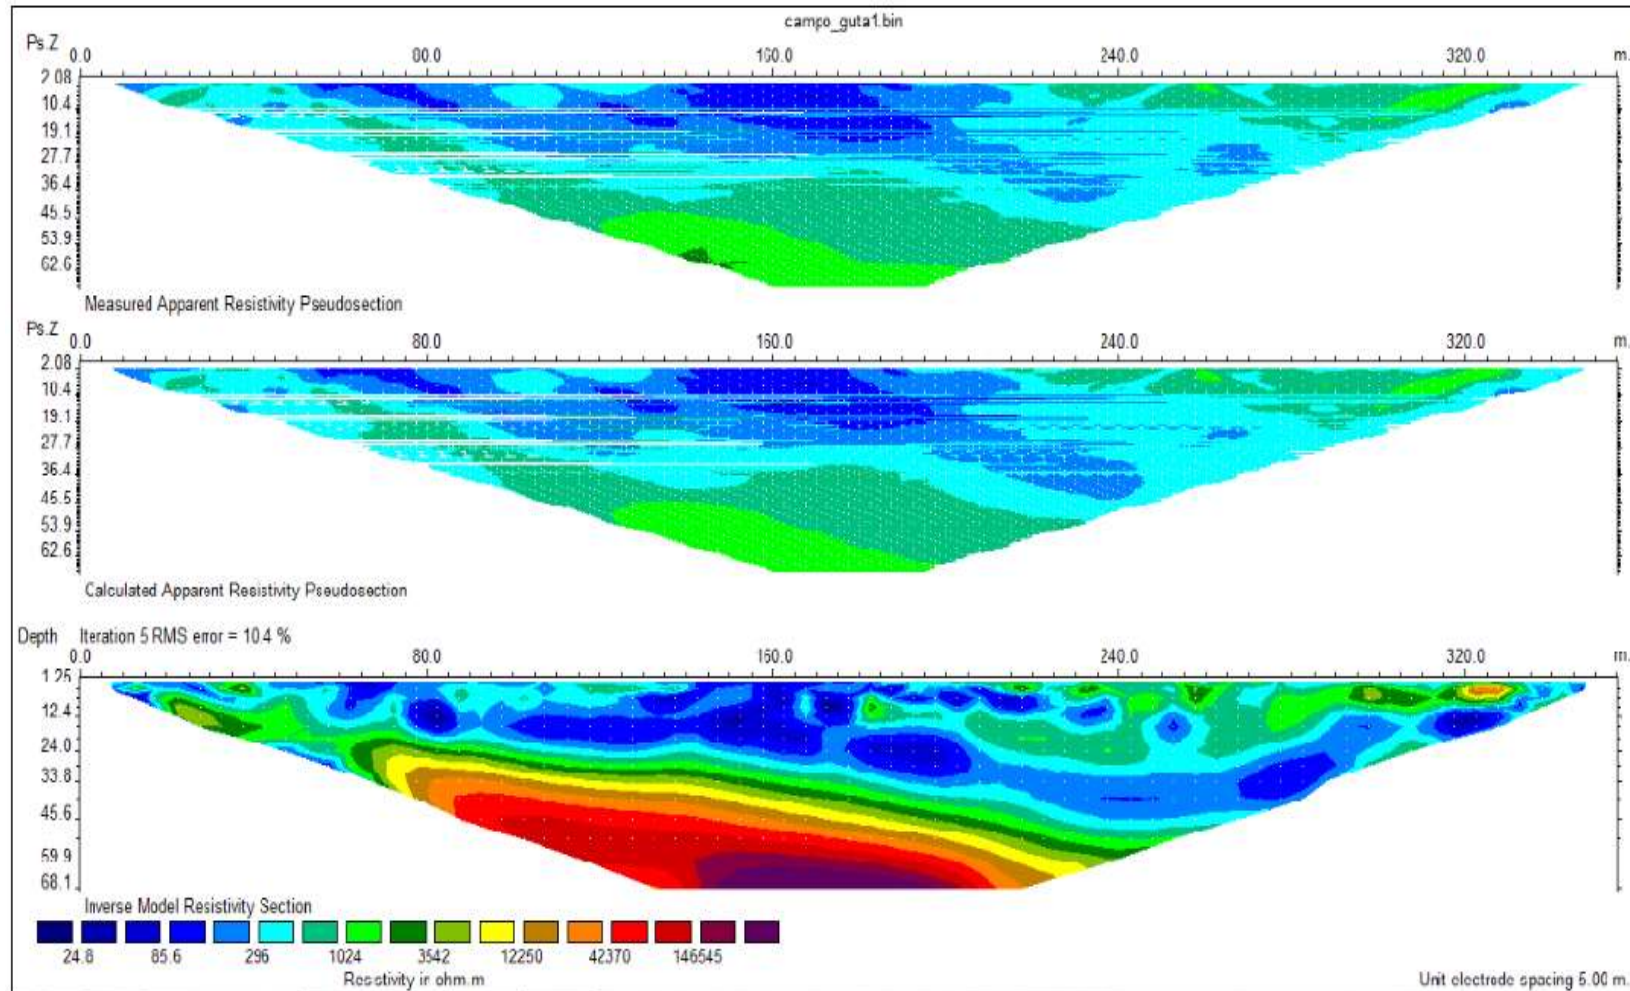 campo_guta1.bin
Ps.Z 0.0 80.0 160.0 240.0 320.0 m.
2.08
10.4
19.1
27.7
36.4
45.5
53.9
62.6
Measured Apparent Resistivity Pseudosection
Ps.Z 0.0 80.0 160.0 240.0 320.0 m.
2.08
10.4
19.1
27.7
36.4
45.5
53.9
62.6
Calculated Apparent Resistivity Pseudosection
Depth Iteration 5 RMS error = 10.4 %
0.0 80.0 160.0 240.0 320.0 m.
1.25
12.4
24.0
33.8
45.6
59.9
68.1
Inverse Model Resistivity Section
24.8 85.6 296 1024 3542 12250 42370 146545
Resistivity in ohm.m
Unit electrode spacing 5.00 m.